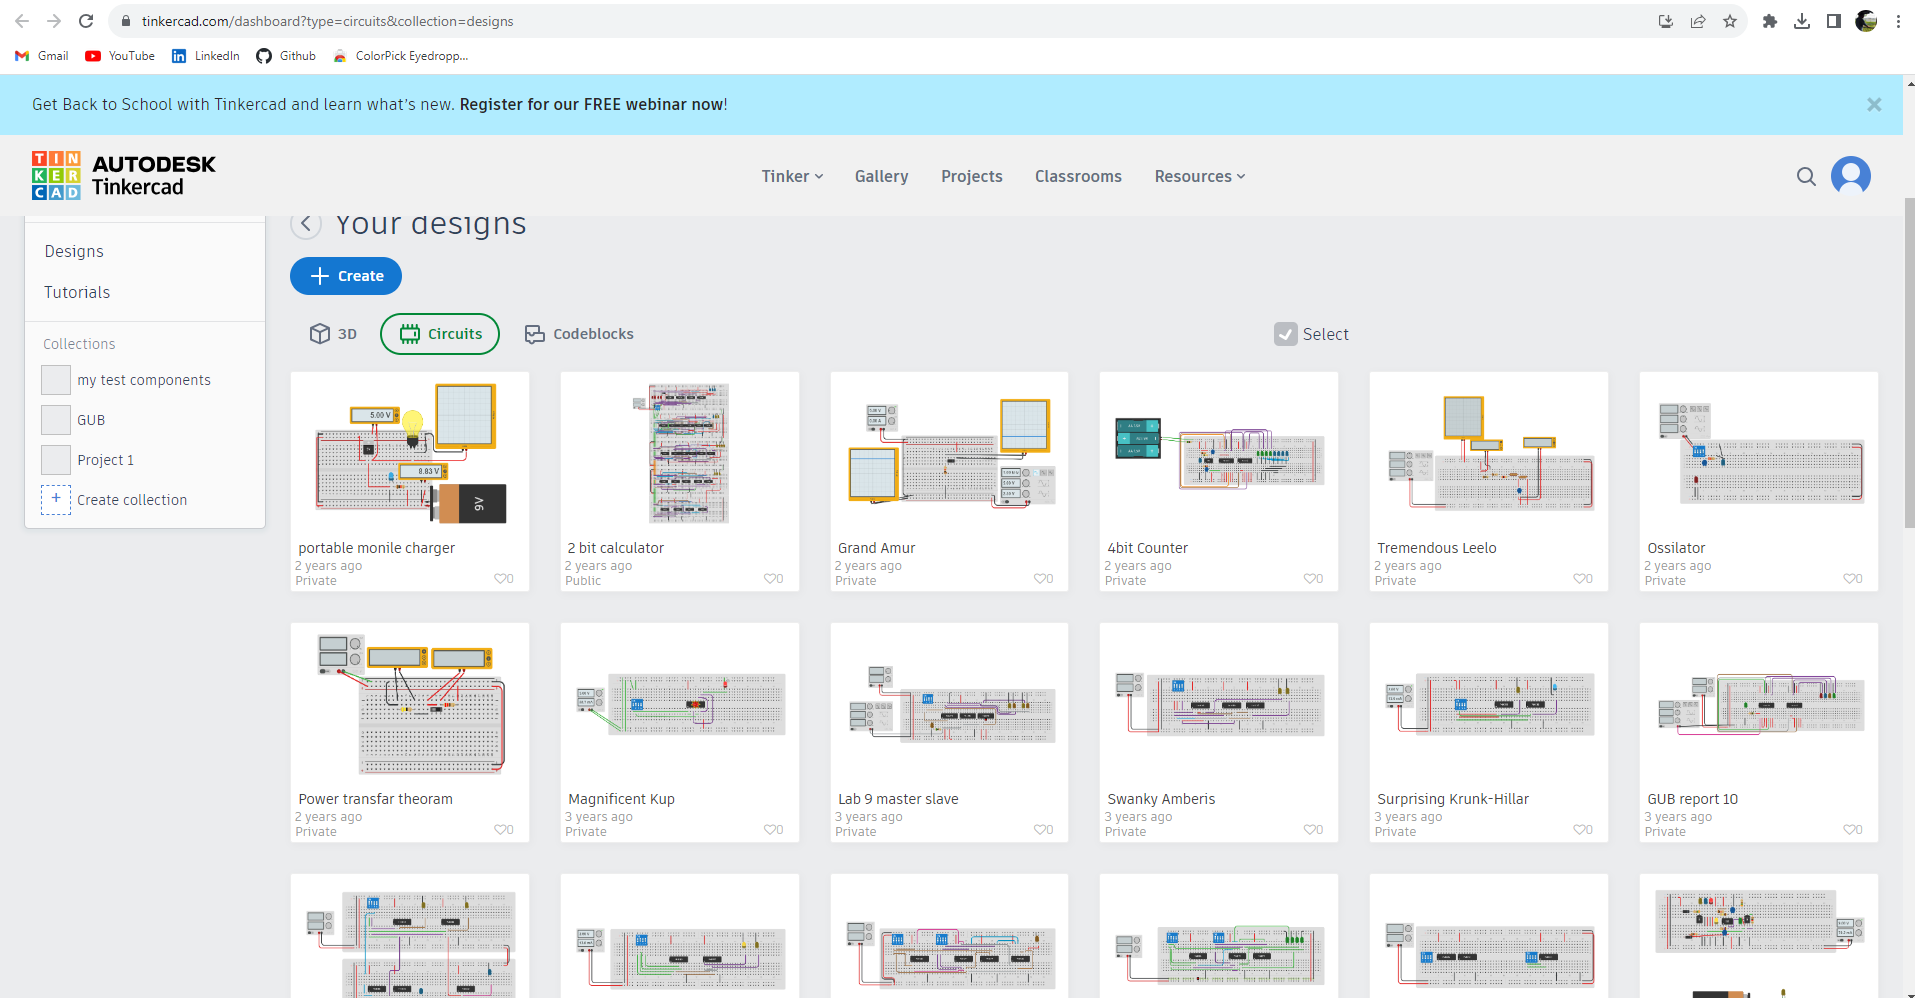 tinkercad.com/dashboard?type=circuits&collection=designs
Gmail YouTube LinkedIn Github ColorPick Eyedropp...
Get Back to School with Tinkercad and learn what's new. Register for our FREE webinar now!
TIN
KER
CAD
AUTODESK
Tinkercad
Tinker Gallery Projects Classrooms Resources
Your designs
Designs
Tutorials
Collections
my test components
GUB
Project 1
Create collection
Create
3D Circuits Codeblocks Select
5.00 V
8.83 V
9V
portable monile charger
2 years ago
Private
0
2 bit calculator
2 years ago
Public
0
Grand Amur
2 years ago
Private
0
4bit Counter
2 years ago
Private
0
Tremendous Leelo
2 years ago
Private
0
Ossilator
2 years ago
Private
0
Power transfar theoram
2 years ago
Private
0
Magnificent Kup
3 years ago
Private
0
Lab 9 master slave
3 years ago
Private
0
Swanky Amberis
3 years ago
Private
0
Surprising Krunk-Hillar
3 years ago
Private
0
GUB report 10
3 years ago
Private
0